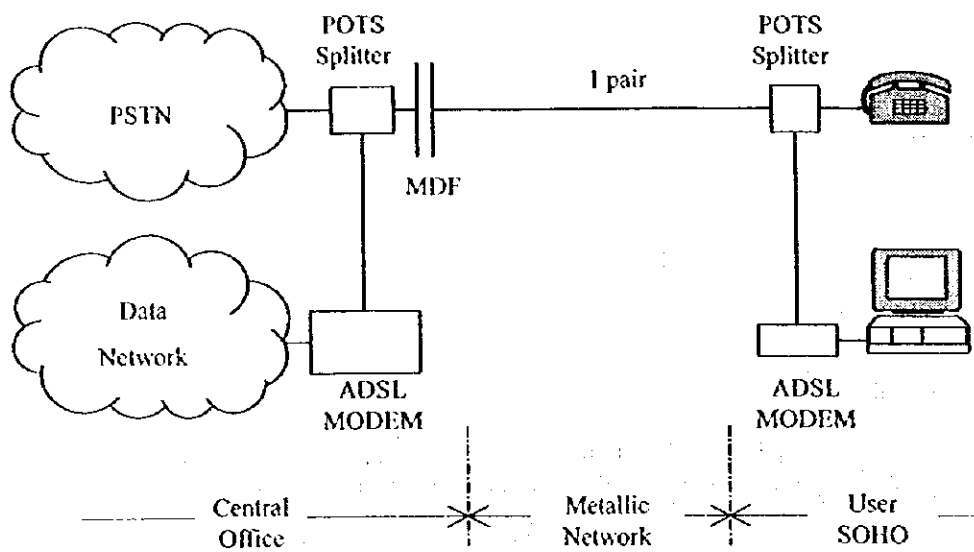 POTS
Splitter
POTS
Splitter
1 pair
PSTN
MDF
Data
Network
ADSL
MODEM
ADSL
MODEM
Central
Office
Metallic
Network
User
SOHO